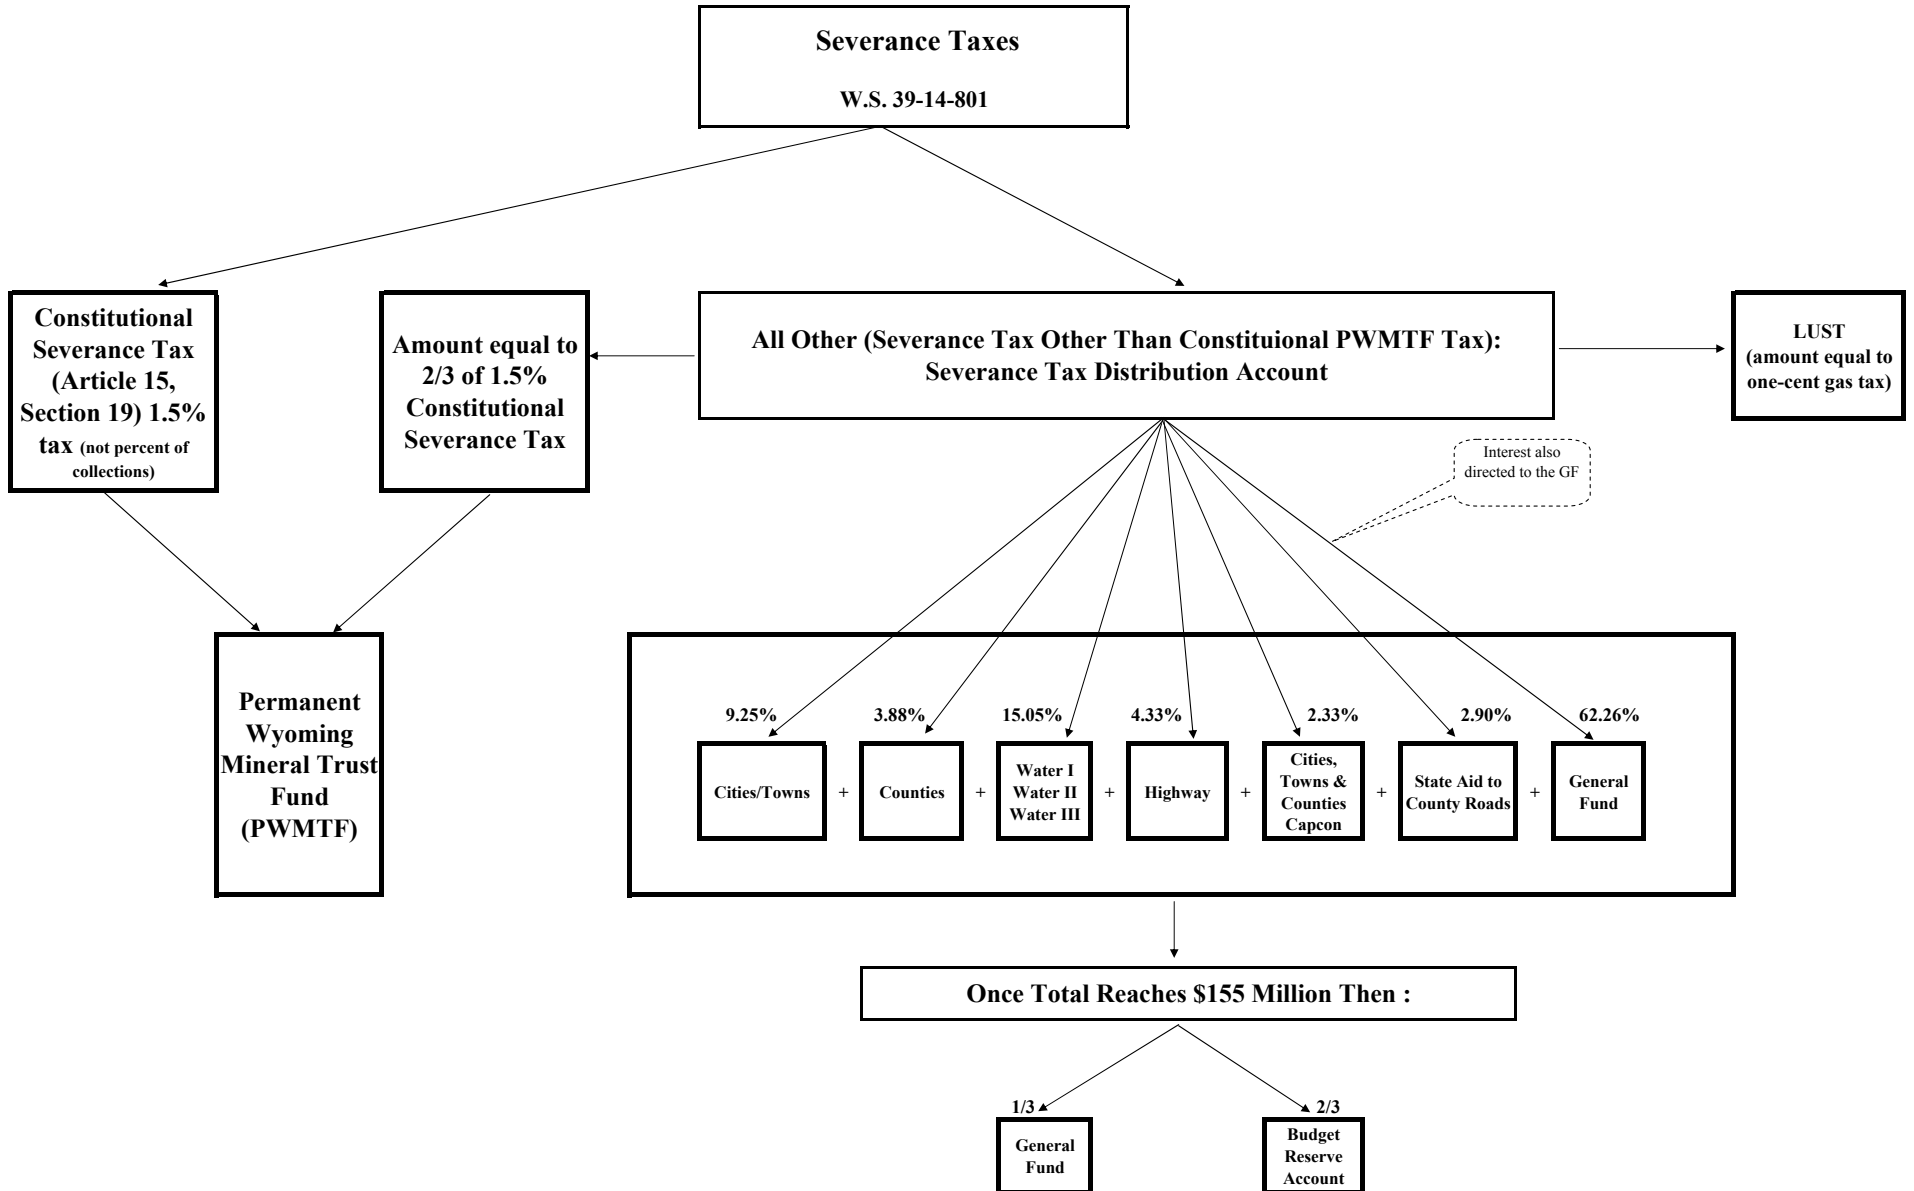 Severance Taxes
W.S. 39-14-801
Constitutional
Severance Tax
(Article 15,
Section 19) 1.5%
tax (not percent of
collections)
Amount equal to
2/3 of 1.5%
Constitutional
Severance Tax
All Other (Severance Tax Other Than Constituional PWMTF Tax):
Severance Tax Distribution Account
LUST
(amount equal to
one-cent gas tax)
Interest also
directed to the GF
Permanent
Wyoming
Mineral Trust
Fund
(PWMTF)
9.25% 3.88% 15.05% 4.33% 2.33% 2.90% 62.26%
Cities/Towns
+
Counties
+
Water I
Water II
Water III
+
Highway
+
Cities,
Towns &
Counties
Capcon
+
State Aid to
County Roads
+
General
Fund
Once Total Reaches $155 Million Then :
1/3
General
Fund
2/3
Budget
Reserve
Account